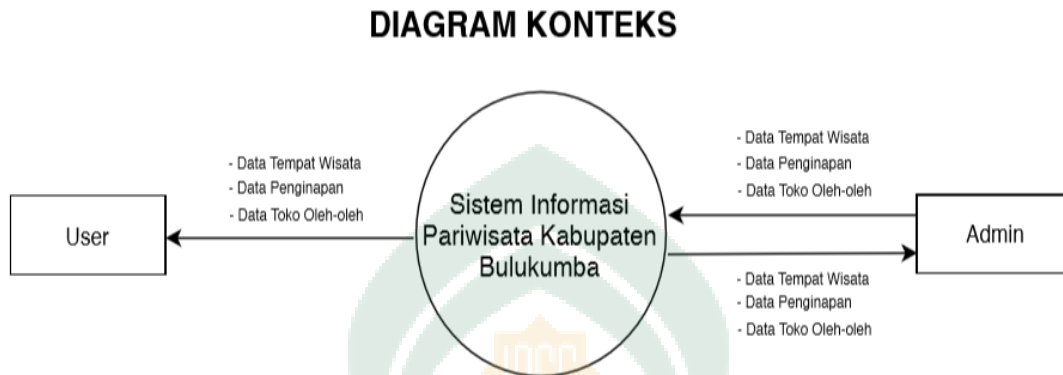 DIAGRAM KONTEKS
- Data Tempat Wisata
- Data Penginapan
- Data Toko Oleh-oleh
User
Sistem Informasi
Pariwisata Kabupaten
Bulukumba
- Data Tempat Wisata
- Data Penginapan
- Data Toko Oleh-oleh
Admin
- Data Tempat Wisata
- Data Penginapan
- Data Toko Oleh-oleh